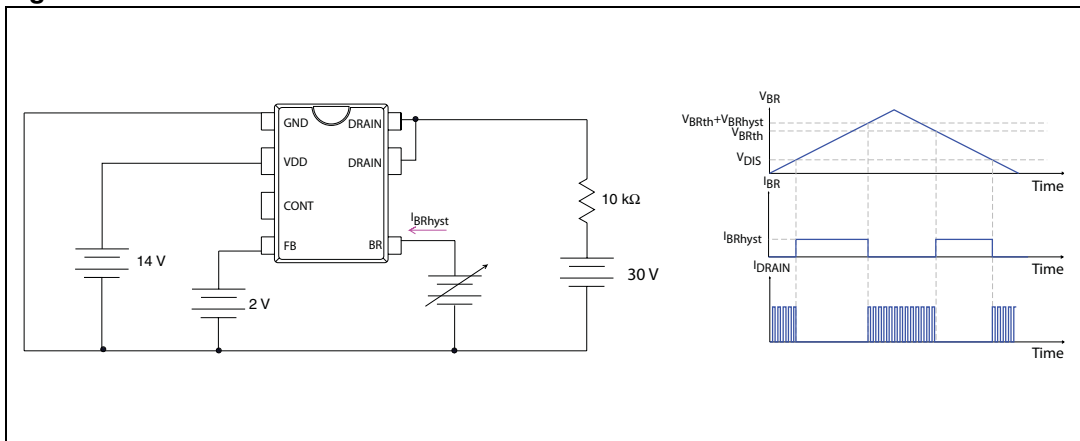 GND
DRAIN
VDD
DRAIN
CONT
FB
BR
IBRhyst
14 V
2 V
10 kΩ
30 V
VBR
VBRth+VBRhyst
VBRth
VDIS
Time
IBR
IBRhyst
Time
IDRAIN
Time